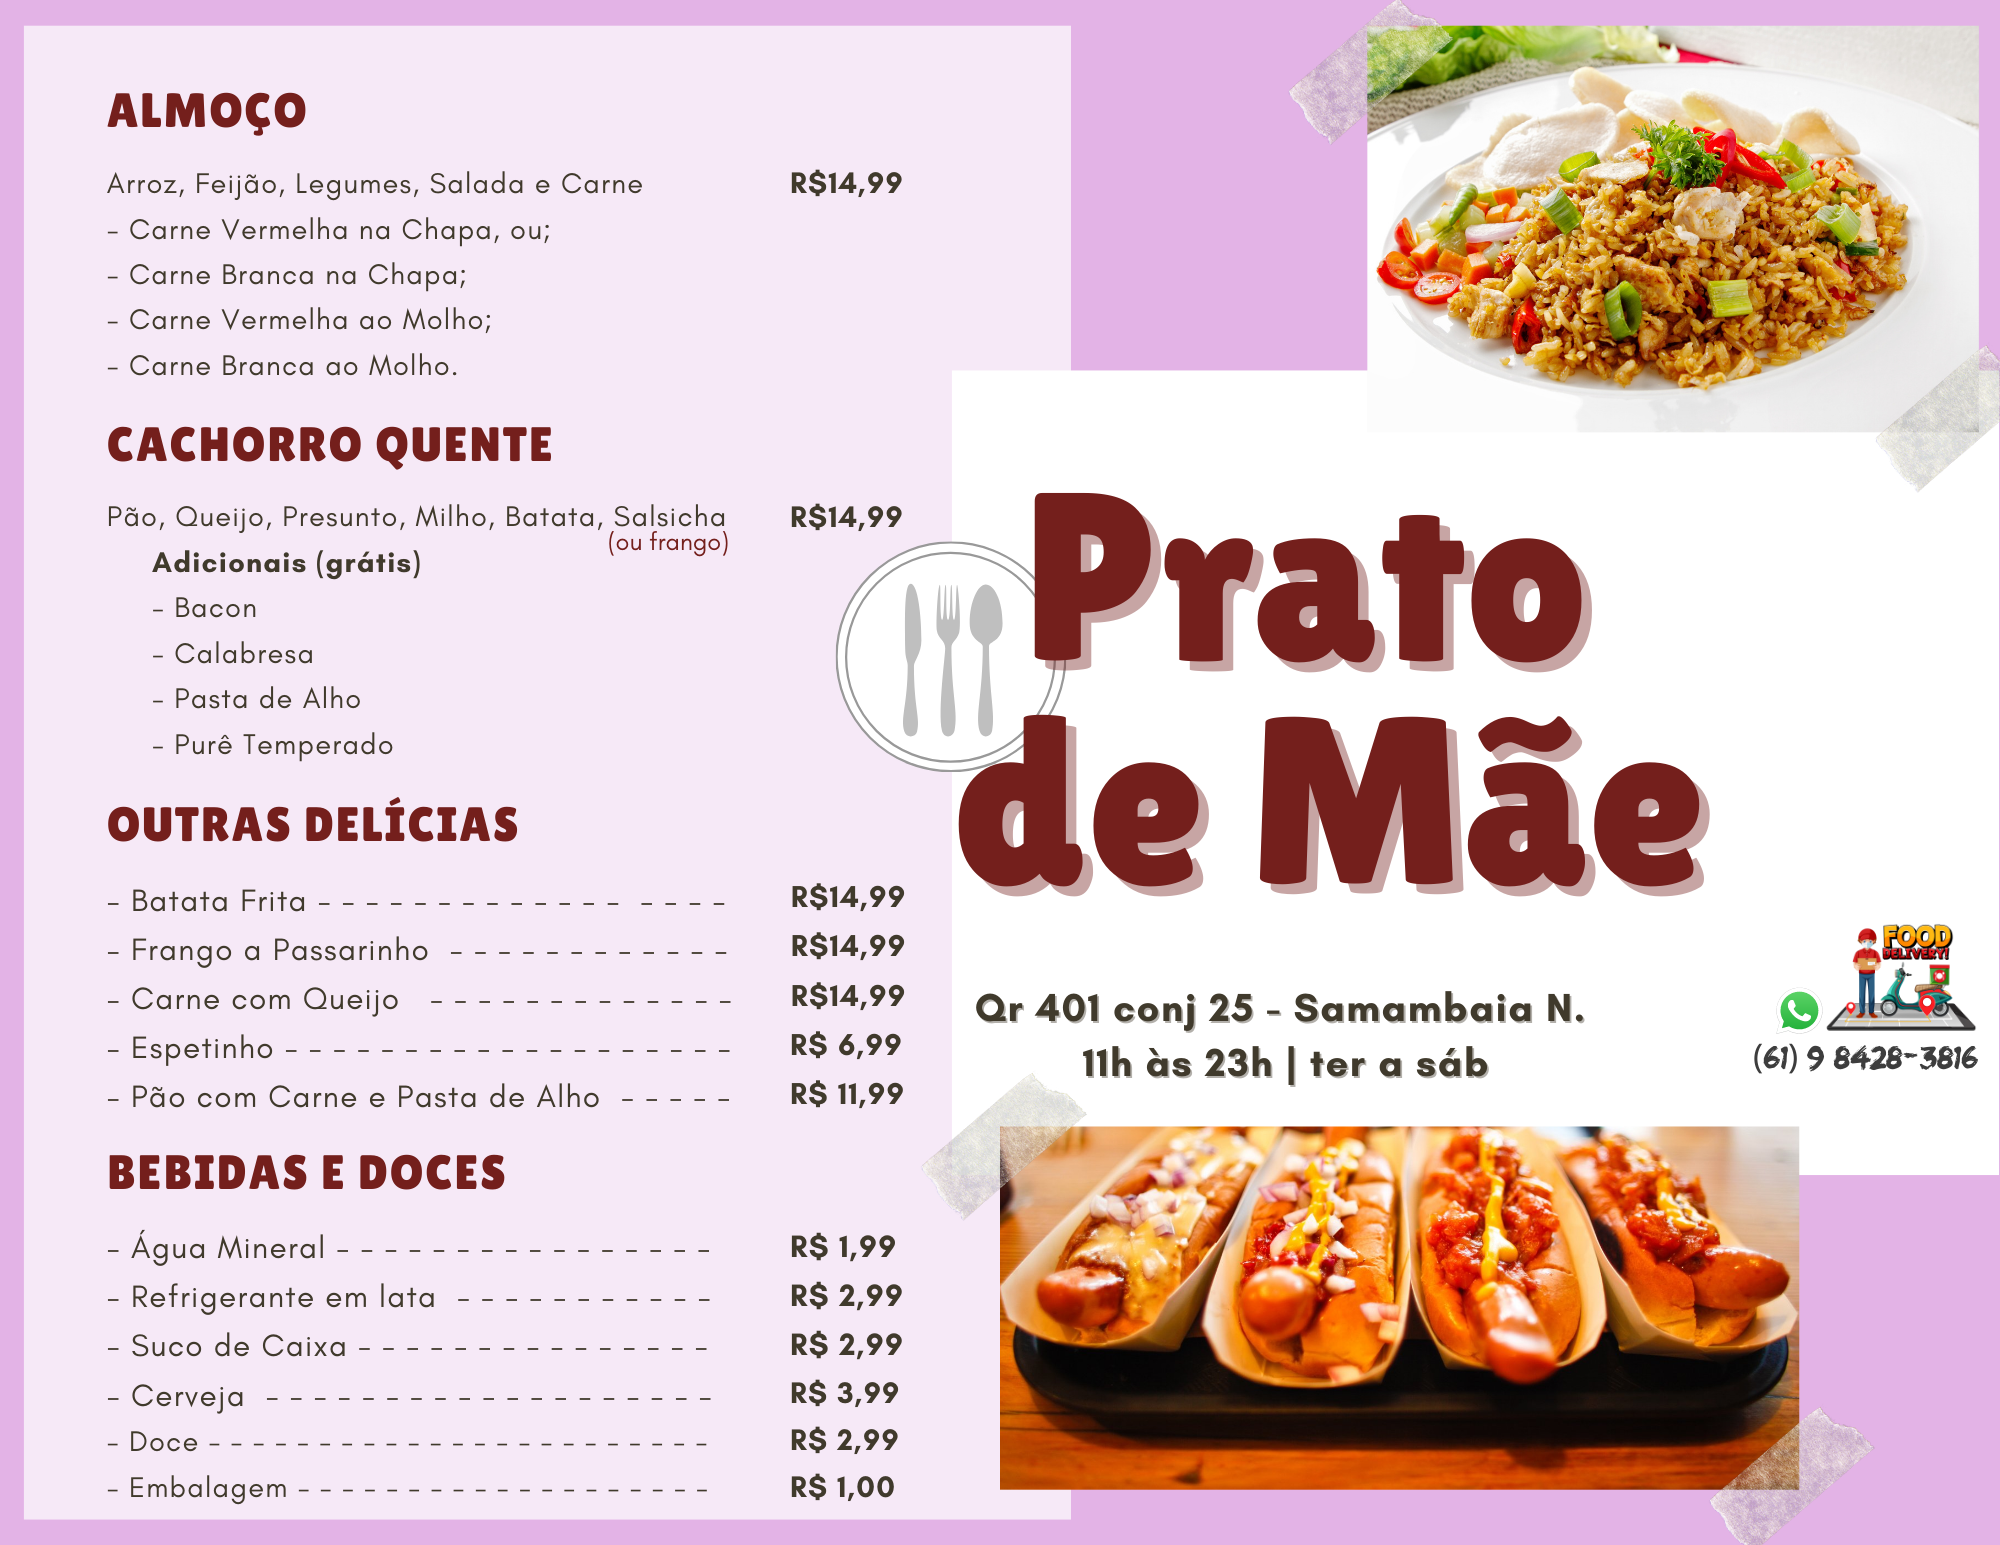 ALMOÇO
Arroz, Feijão, Legumes, Salada e Carne R$14,99
- Carne Vermelha na Chapa, ou;
- Carne Branca na Chapa;
- Carne Vermelha ao Molho;
- Carne Branca ao Molho.
CACHORRO QUENTE
Pão, Queijo, Presunto, Milho, Batata, Salsicha R$14,99
(ou frango)
Adicionais (grátis)
- Bacon
- Calabresa
- Pasta de Alho
- Purê Temperado
OUTRAS DELÍCIAS
- Batata Frita - - - - - - - - - - - - - - - - - R$14,99
- Frango a Passarinho - - - - - - - - - - - - R$14,99
- Carne com Queijo - - - - - - - - - - - - - R$14,99
- Espetinho - - - - - - - - - - - - - - - - - - - R$ 6,99
- Pão com Carne e Pasta de Alho - - - - - R$ 11,99
BEBIDAS E DOCES
- Água Mineral - - - - - - - - - - - - - - - - R$ 1,99
- Refrigerante em lata - - - - - - - - - - - R$ 2,99
- Suco de Caixa - - - - - - - - - - - - - - - R$ 2,99
- Cerveja - - - - - - - - - - - - - - - - - - - R$ 3,99
- Doce - - - - - - - - - - - - - - - - - - - - - - - R$ 2,99
- Embalagem - - - - - - - - - - - - - - - - - - - R$ 1,00
Prato
de Mãe
Qr 401 conj 25 - Samambaia N.
11h às 23h | ter a sáb
FOOD
DELIVERY!
(61) 9 8428-3816